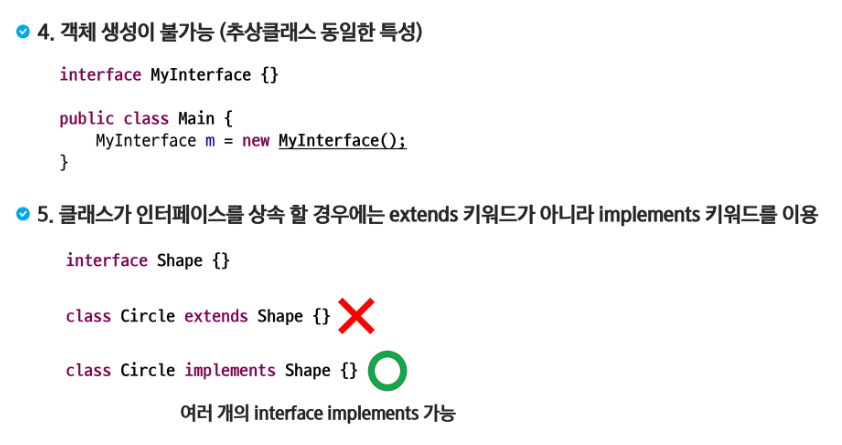 4. 객체 생성이 불가능 (추상클래스 동일한 특성)
interface MyInterface {}
public class Main {
MyInterface m = new MyInterface();
}
5. 클래스가 인터페이스를 상속 할 경우에는 extends 키워드가 아니라 implements 키워드를 이용
interface Shape {}
class Circle extends Shape {}
class Circle implements Shape {}
여러 개의 interface implements 가능